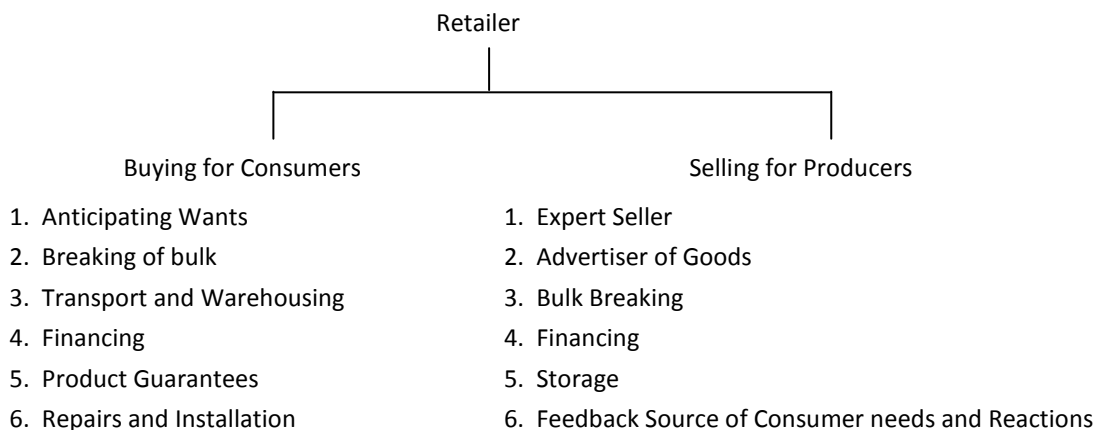 Retailer
Buying for Consumers
1. Anticipating Wants
2. Breaking of bulk
3. Transport and Warehousing
4. Financing
5. Product Guarantees
6. Repairs and Installation
Selling for Producers
1. Expert Seller
2. Advertiser of Goods
3. Bulk Breaking
4. Financing
5. Storage
6. Feedback Source of Consumer needs and Reactions